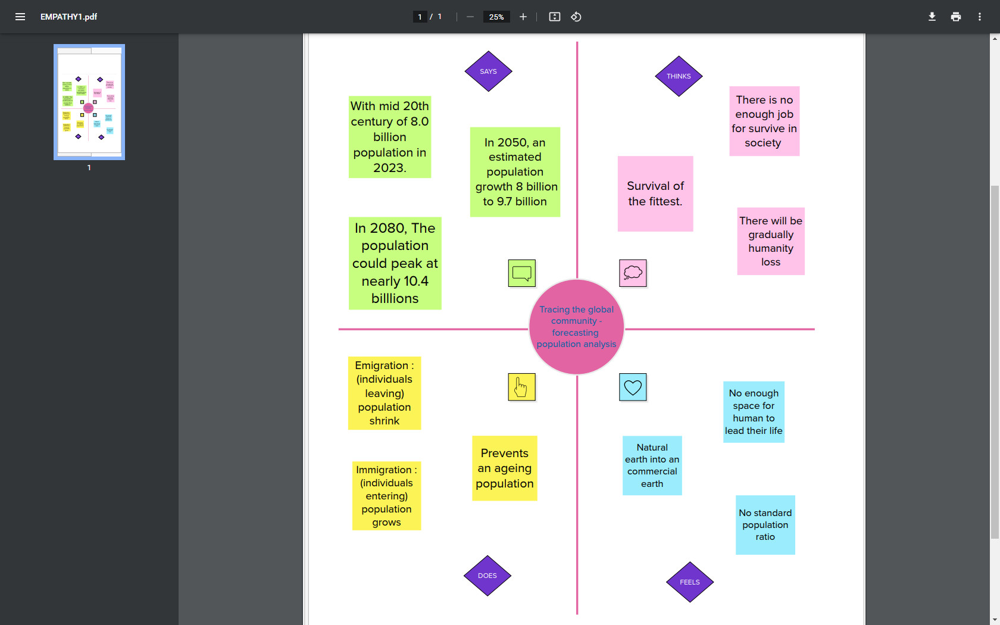 EMPATHY1.pdf
1 / 1
25%
1
SAYS
With mid 20th
century of 8.0
billion
population in
2023.
In 2050, an
estimated
population
growth 8 billion
to 9.7 billion
In 2080, The
population
could peak at
nearly 10.4
billlions
THINKS
There is no
enough job
for survive in
society
Survival of
the fittest.
There will be
gradually
humanity
loss
Tracing the global
community -
forecasting
population analysis
Emigration :
(individuals
leaving)
population
shrink
Prevents
an ageing
population
Immigration :
(individuals
entering)
population
grows
DOES
No enough
space for
human to
lead their life
Natural
earth into an
commercial
earth
No standard
population
ratio
FEELS